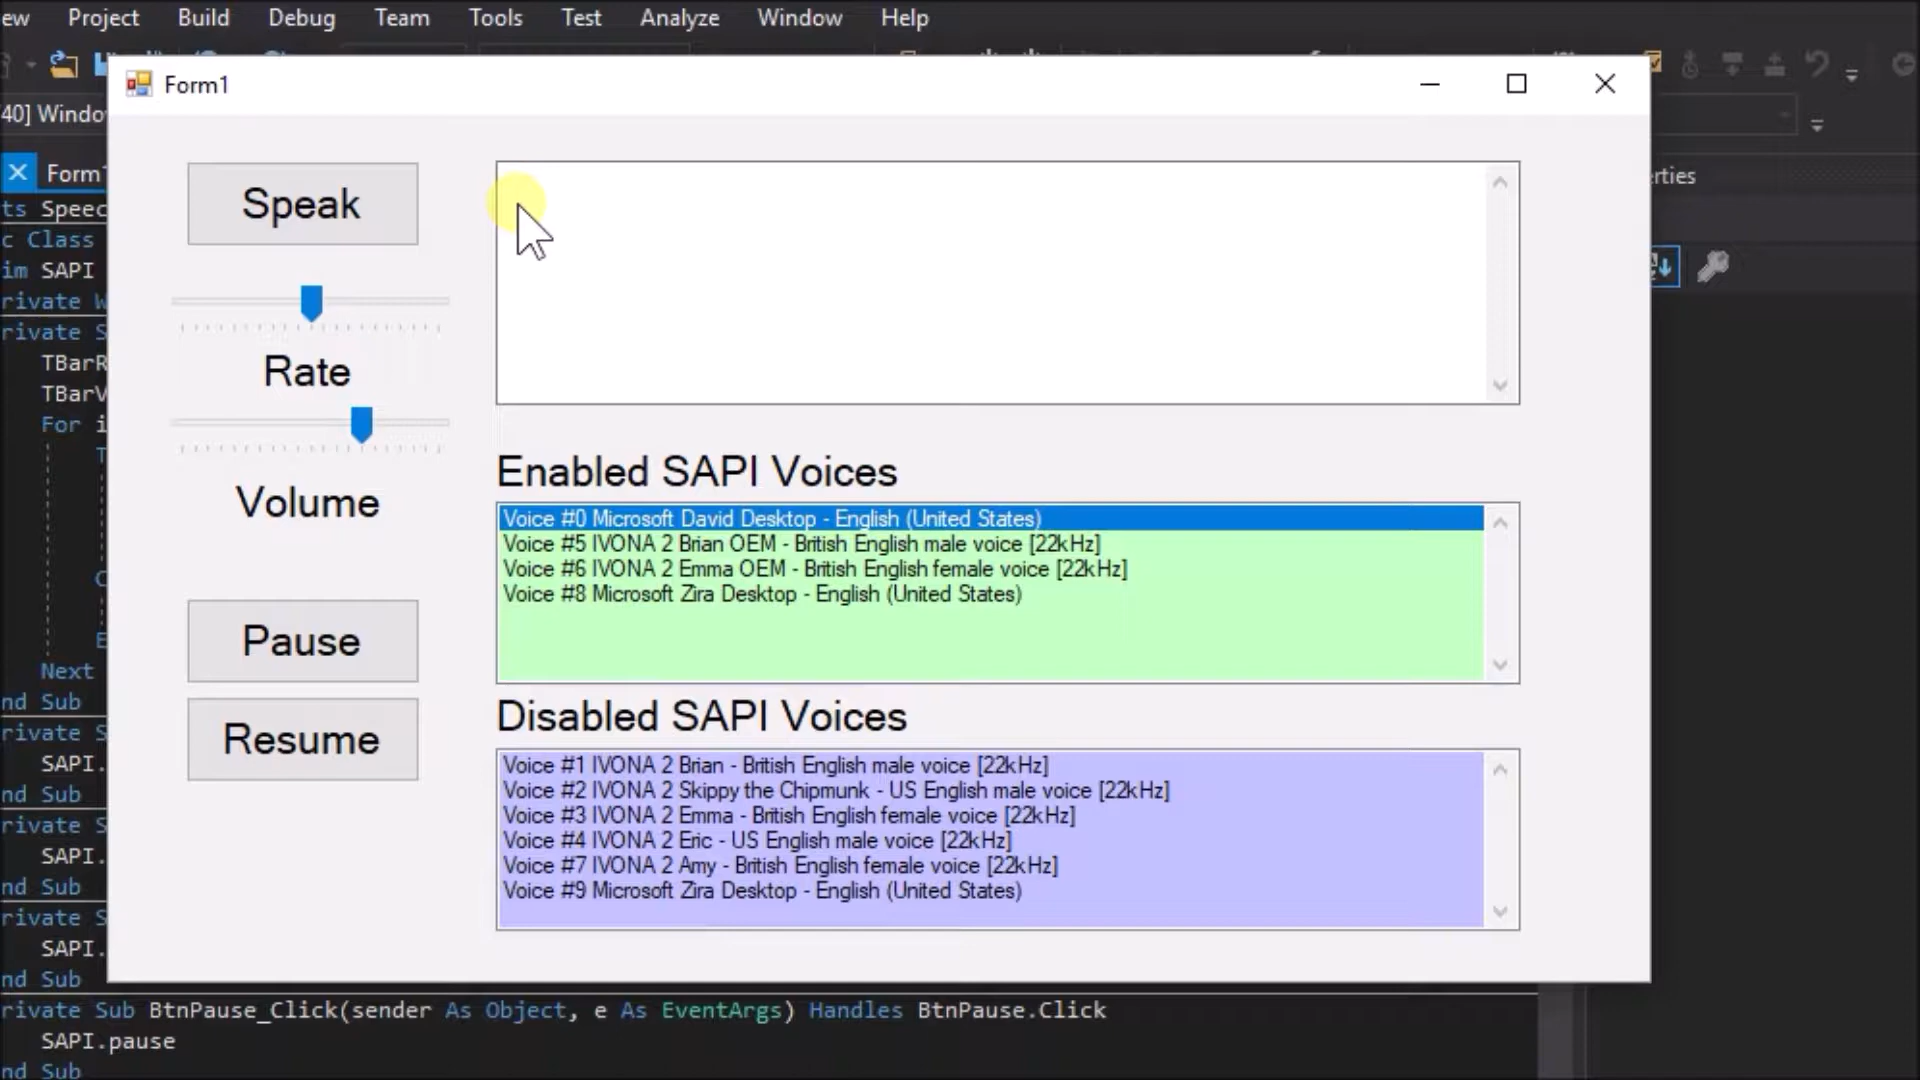 ew Project Build Debug Team Tools Test Analyze Window Help
Form1
40] Windo
Form1
erties
Speak
ts Speec
c Class
im SAPI
rivate W
rivate S
Rate
TBarR
TBarV
For i
Enabled SAPI Voices
Volume
Voice #0 Microsoft David Desktop - English (United States)
Voice #5 IVONA 2 Brian OEM - British English male voice [22kHz]
Voice #6 IVONA 2 Emma OEM - British English female voice [22kHz]
Voice #8 Microsoft Zira Desktop - English (United States)
Pause
Next
nd Sub
Disabled SAPI Voices
Resume
rivate S
SAPI.
nd Sub
Voice #1 IVONA 2 Brian - British English male voice [22kHz]
Voice #2 IVONA 2 Skippy the Chipmunk - US English male voice [22kHz]
Voice #3 IVONA 2 Emma - British English female voice [22kHz]
Voice #4 IVONA 2 Eric - US English male voice [22kHz]
Voice #7 IVONA 2 Amy - British English female voice [22kHz]
Voice #9 Microsoft Zira Desktop - English (United States)
rivate S
SAPI.
nd Sub
rivate S
SAPI.
nd Sub
rivate Sub BtnPause_Click(sender As Object, e As EventArgs) Handles BtnPause.Click
SAPI.pause
nd Sub